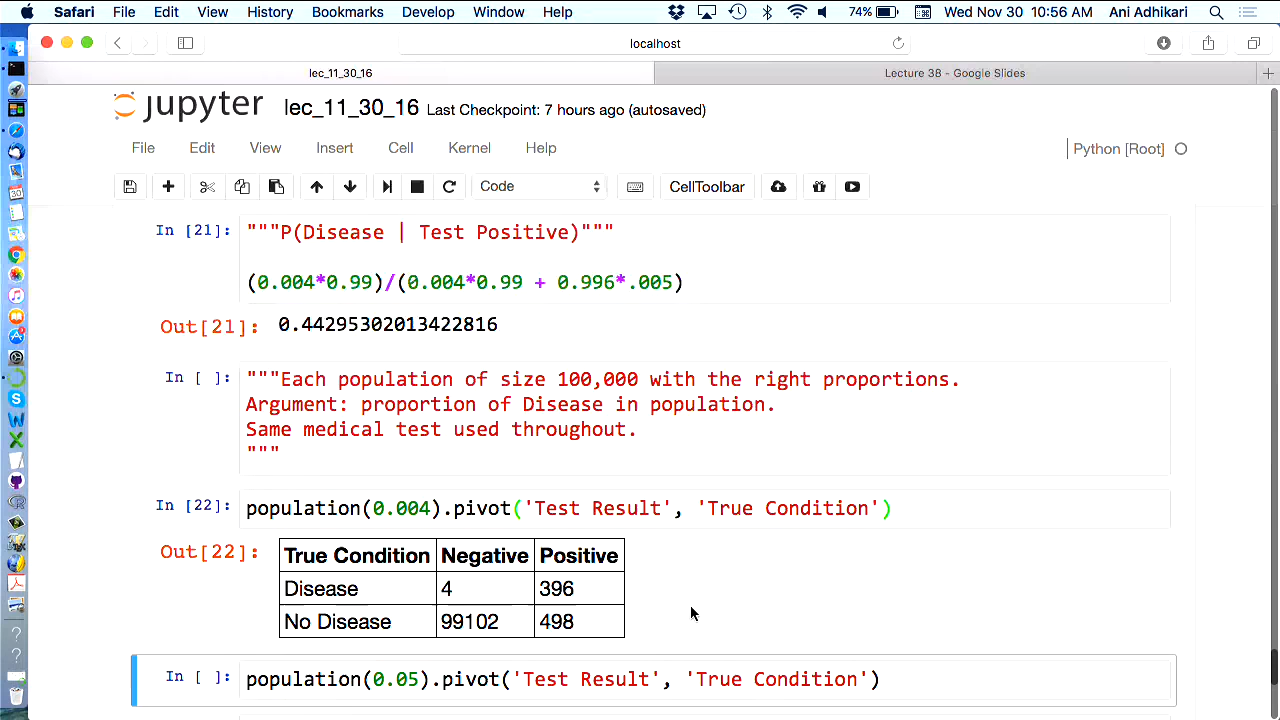 Safari File Edit View History Bookmarks Develop Window Help 74% Wed Nov 30 10:56 AM Ani Adhikari
localhost
lec_11_30_16 Lecture 38 - Google Slides
jupyter lec_11_30_16 Last Checkpoint: 7 hours ago (autosaved)
File Edit View Insert Cell Kernel Help Python [Root]
Code CellToolbar
In [21]: """P(Disease | Test Positive)"""
(0.004*0.99)/(0.004*0.99 + 0.996*.005)
Out[21]: 0.44295302013422816
In [ ]: """Each population of size 100,000 with the right proportions.
Argument: proportion of Disease in population.
Same medical test used throughout.
"""
In [22]: population(0.004).pivot('Test Result', 'True Condition')
Out[22]: True Condition Negative Positive
Disease 4 396
No Disease 99102 498
In [ ]: population(0.05).pivot('Test Result', 'True Condition')